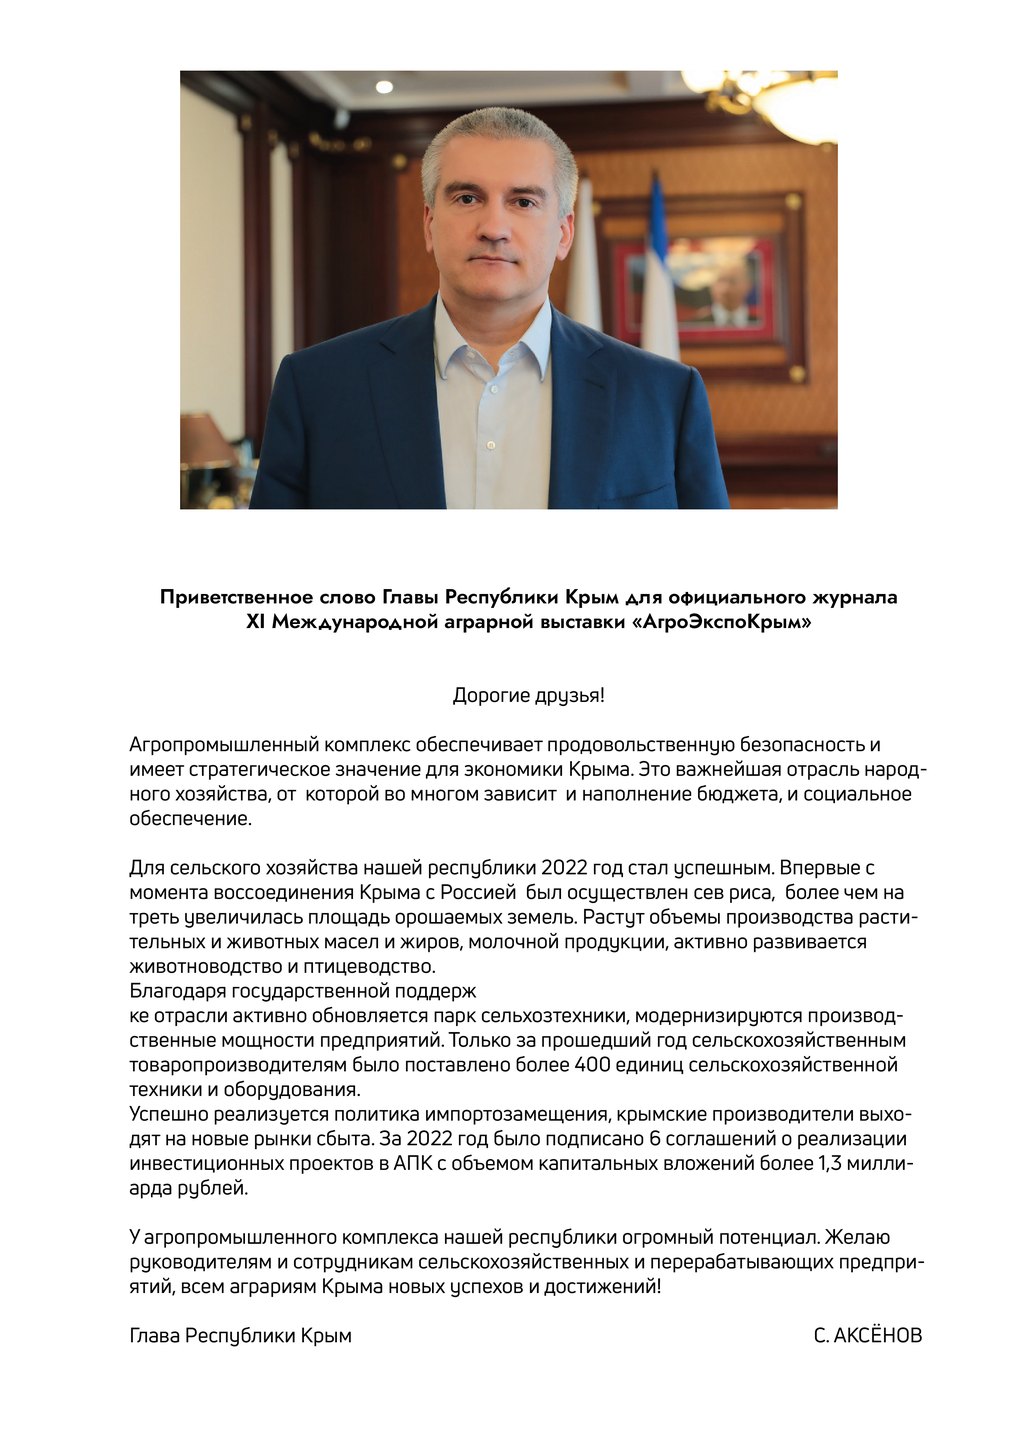 Приветственное слово Главы Республики Крым для официального журнала
XI Международной аграрной выставки «АгроЭкспоКрым»
Дорогие друзья!
Агропромышленный комплекс обеспечивает продовольственную безопасность и
имеет стратегическое значение для экономики Крыма. Это важнейшая отрасль народ-
ного хозяйства, от  которой во многом зависит  и наполнение бюджета, и социальное
обеспечение.
Для сельского хозяйства нашей республики 2022 год стал успешным. Впервые с
момента воссоединения Крыма с Россией  был осуществлен сев риса,  более чем на
треть увеличилась площадь орошаемых земель. Растут объемы производства расти-
тельных и животных масел и жиров, молочной продукции, активно развивается
животноводство и птицеводство.
Благодаря государственной поддерж
ке отрасли активно обновляется парк сельхозтехники, модернизируются производ-
ственные мощности предприятий. Только за прошедший год сельскохозяйственным
товаропроизводителям было поставлено более 400 единиц сельскохозяйственной
техники и оборудования.
Успешно реализуется политика импортозамещения, крымские производители выхо-
дят на новые рынки сбыта. За 2022 год было подписано 6 соглашений о реализации
инвестиционных проектов в АПК с объемом капитальных вложений более 1,3 милли-
арда рублей.
У агропромышленного комплекса нашей республики огромный потенциал. Желаю
руководителям и сотрудникам сельскохозяйственных и перерабатывающих предпри-
ятий, всем аграриям Крыма новых успехов и достижений!
Глава Республики Крым С. АКСЁНОВ